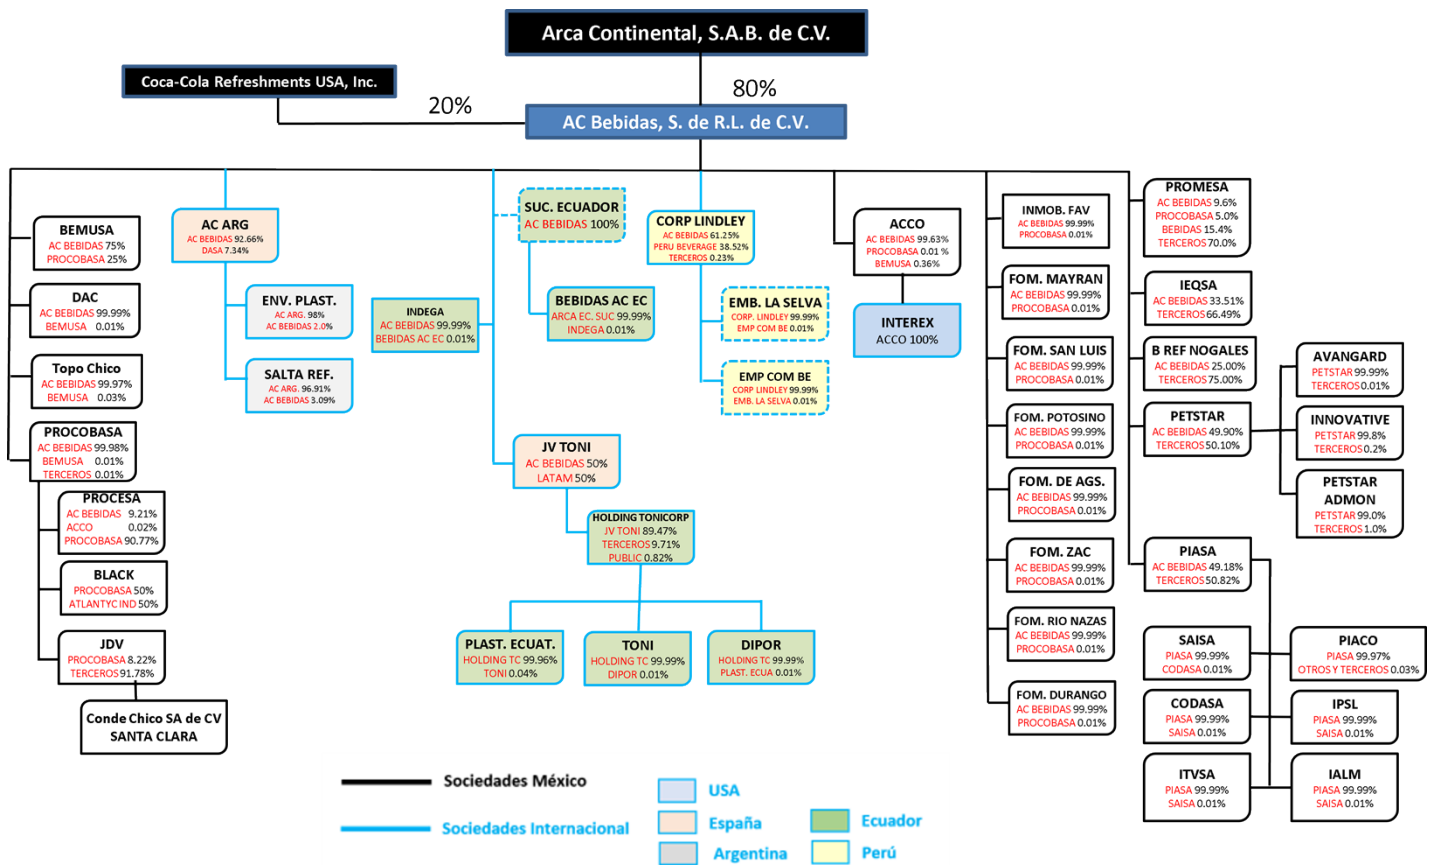 Arca Continental, S.A.B. de C.V.
Coca-Cola Refreshments USA, Inc.
20%
80%
AC Bebidas, S. de R.L. de C.V.
BEMUSA
AC BEBIDAS 75%
PROCOBASA 25%
DAC
AC BEBIDAS 99.99%
BEMUSA 0.01%
Topo Chico
AC BEBIDAS 99.97%
BEMUSA 0.03%
PROCOBASA
AC BEBIDAS 99.98%
BEMUSA 0.01%
TERCEROS 0.01%
PROCESA
AC BEBIDAS 9.21%
ACCO 0.02%
PROCOBASA 90.77%
BLACK
PROCOBASA 50%
ATLANTYC IND 50%
JDV
PROCOBASA 8.22%
TERCEROS 91.78%
Conde Chico SA de CV
SANTA CLARA
AC ARG
AC BEBIDAS 92.66%
DASA 7.34%
ENV. PLAST.
AC ARG. 98%
AC BEBIDAS 2.0%
SALTA REF.
AC ARG. 96.91%
AC BEBIDAS 3.09%
INDEGA
AC BEBIDAS 99.99%
BEBIDAS AC EC 0.01%
SUC. ECUADOR
AC BEBIDAS 100%
BEBIDAS AC EC
ARCA EC. SUC 99.99%
INDEGA 0.01%
JV TONI
AC BEBIDAS 50%
LATAM 50%
HOLDING TONICORP
JV TONI 89.47%
TERCEROS 9.71%
PUBLIC 0.82%
PLAST. ECUAT.
HOLDING TC 99.96%
TONI 0.04%
TONI
HOLDING TC 99.99%
DIPOR 0.01%
DIPOR
HOLDING TC 99.99%
PLAST. ECUA 0.01%
CORP LINDLEY
AC BEBIDAS 61.25%
PERU BEVERAGE 38.52%
TERCEROS 0.23%
EMB. LA SELVA
CORP. LINDLEY 99.99%
EMP COM BE 0.01%
EMP COM BE
CORP LINDLEY 99.99%
EMB. LA SELVA 0.01%
ACCO
AC BEBIDAS 99.63%
PROCOBASA 0.01 %
BEMUSA 0.36%
INTEREX
ACCO 100%
INMOB. FAV
AC BEBIDAS 99.99%
PROCOBASA 0.01%
FOM. MAYRAN
AC BEBIDAS 99.99%
PROCOBASA 0.01%
FOM. SAN LUIS
AC BEBIDAS 99.99%
PROCOBASA 0.01%
FOM. POTOSINO
AC BEBIDAS 99.99%
PROCOBASA 0.01%
FOM. DE AGS.
AC BEBIDAS 99.99%
PROCOBASA 0.01%
FOM. ZAC
AC BEBIDAS 99.99%
PROCOBASA 0.01%
FOM. RIO NAZAS
AC BEBIDAS 99.99%
PROCOBASA 0.01%
FOM. DURANGO
AC BEBIDAS 99.99%
PROCOBASA 0.01%
PROMESA
AC BEBIDAS 9.6%
PROCOBASA 5.0%
BEBIDAS 15.4%
TERCEROS 70.0%
IEQSA
AC BEBIDAS 33.51%
TERCEROS 66.49%
B REF NOGALES
AC BEBIDAS 25.00%
TERCEROS 75.00%
PETSTAR
AC BEBIDAS 49.90%
TERCEROS 50.10%
AVANGARD
PETSTAR 99.99%
TERCEROS 0.01%
INNOVATIVE
PETSTAR 99.8%
TERCEROS 0.2%
PETSTAR
ADMON
PETSTAR 99.0%
TERCEROS 1.0%
PIASA
AC BEBIDAS 49.18%
TERCEROS 50.82%
SAISA
PIASA 99.99%
CODASA 0.01%
PIACO
PIASA 99.97%
OTROS Y TERCEROS 0.03%
CODASA
PIASA 99.99%
SAISA 0.01%
IPSL
PIASA 99.99%
SAISA 0.01%
ITVSA
PIASA 99.99%
SAISA 0.01%
IALM
PIASA 99.99%
SAISA 0.01%
Sociedades México
Sociedades Internacional
USA
España
Argentina
Ecuador
Perú